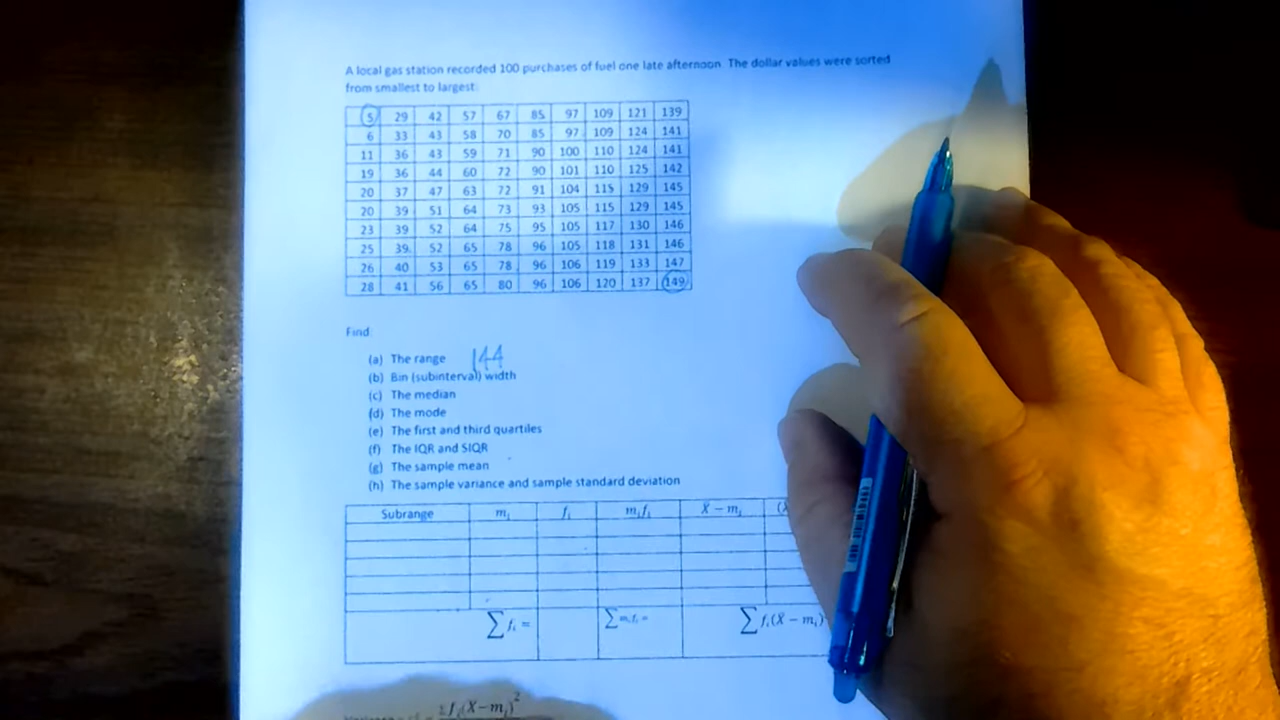 A local gas station recorded 100 purchases of fuel one late afternoon. The dollar values were sorted
from smallest to largest:
5 29 42 57 67 85 97 109 121 139
6 33 43 58 70 85 97 109 124 141
11 36 43 59 71 90 100 110 124 141
19 36 44 60 72 90 101 110 125 142
20 37 47 63 72 91 104 115 129 145
20 39 51 64 73 93 105 115 129 145
23 39 52 64 75 95 105 117 130 146
25 39 52 65 78 96 105 118 131 146
26 40 53 65 78 96 106 119 133 147
28 41 56 65 80 96 106 120 137 149
Find:
(a) The range 144
(b) Bin (subinterval) width
(c) The median
(d) The mode
(e) The first and third quartiles
(f) The IQR and SIQR
(g) The sample mean
(h) The sample variance and sample standard deviation
Subrange mᵢ fᵢ mᵢfᵢ X̄ − mᵢ
∑fᵢ = ∑mᵢfᵢ = ∑fᵢ(X̄ − mᵢ)
Σfᵢ(X̄−mᵢ)²